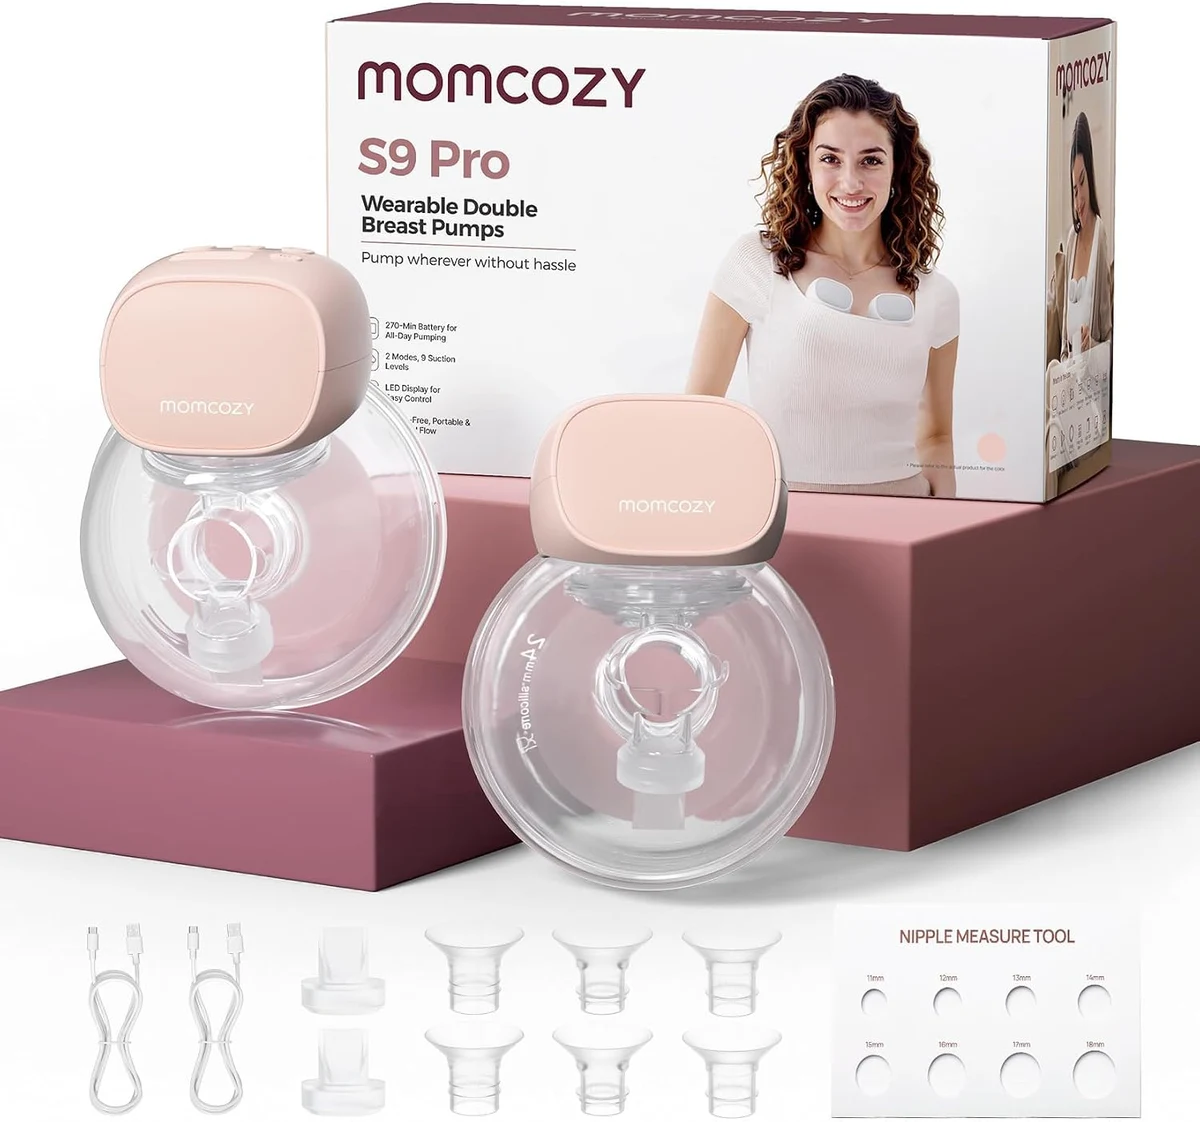 momcozy
momcozy
S9 Pro
Wearable Double
Breast Pumps
Pump wherever without hassle
270-Min Battery for
All-Day Pumping
2 Modes, 9 Suction
Levels
LED Display for
Easy Control
-Free, Portable &
Flow
momcozy
momcozy
momcozy
24mm silicone
NIPPLE MEASURE TOOL
11mm 12mm 13mm 14mm
15mm 16mm 17mm 18mm